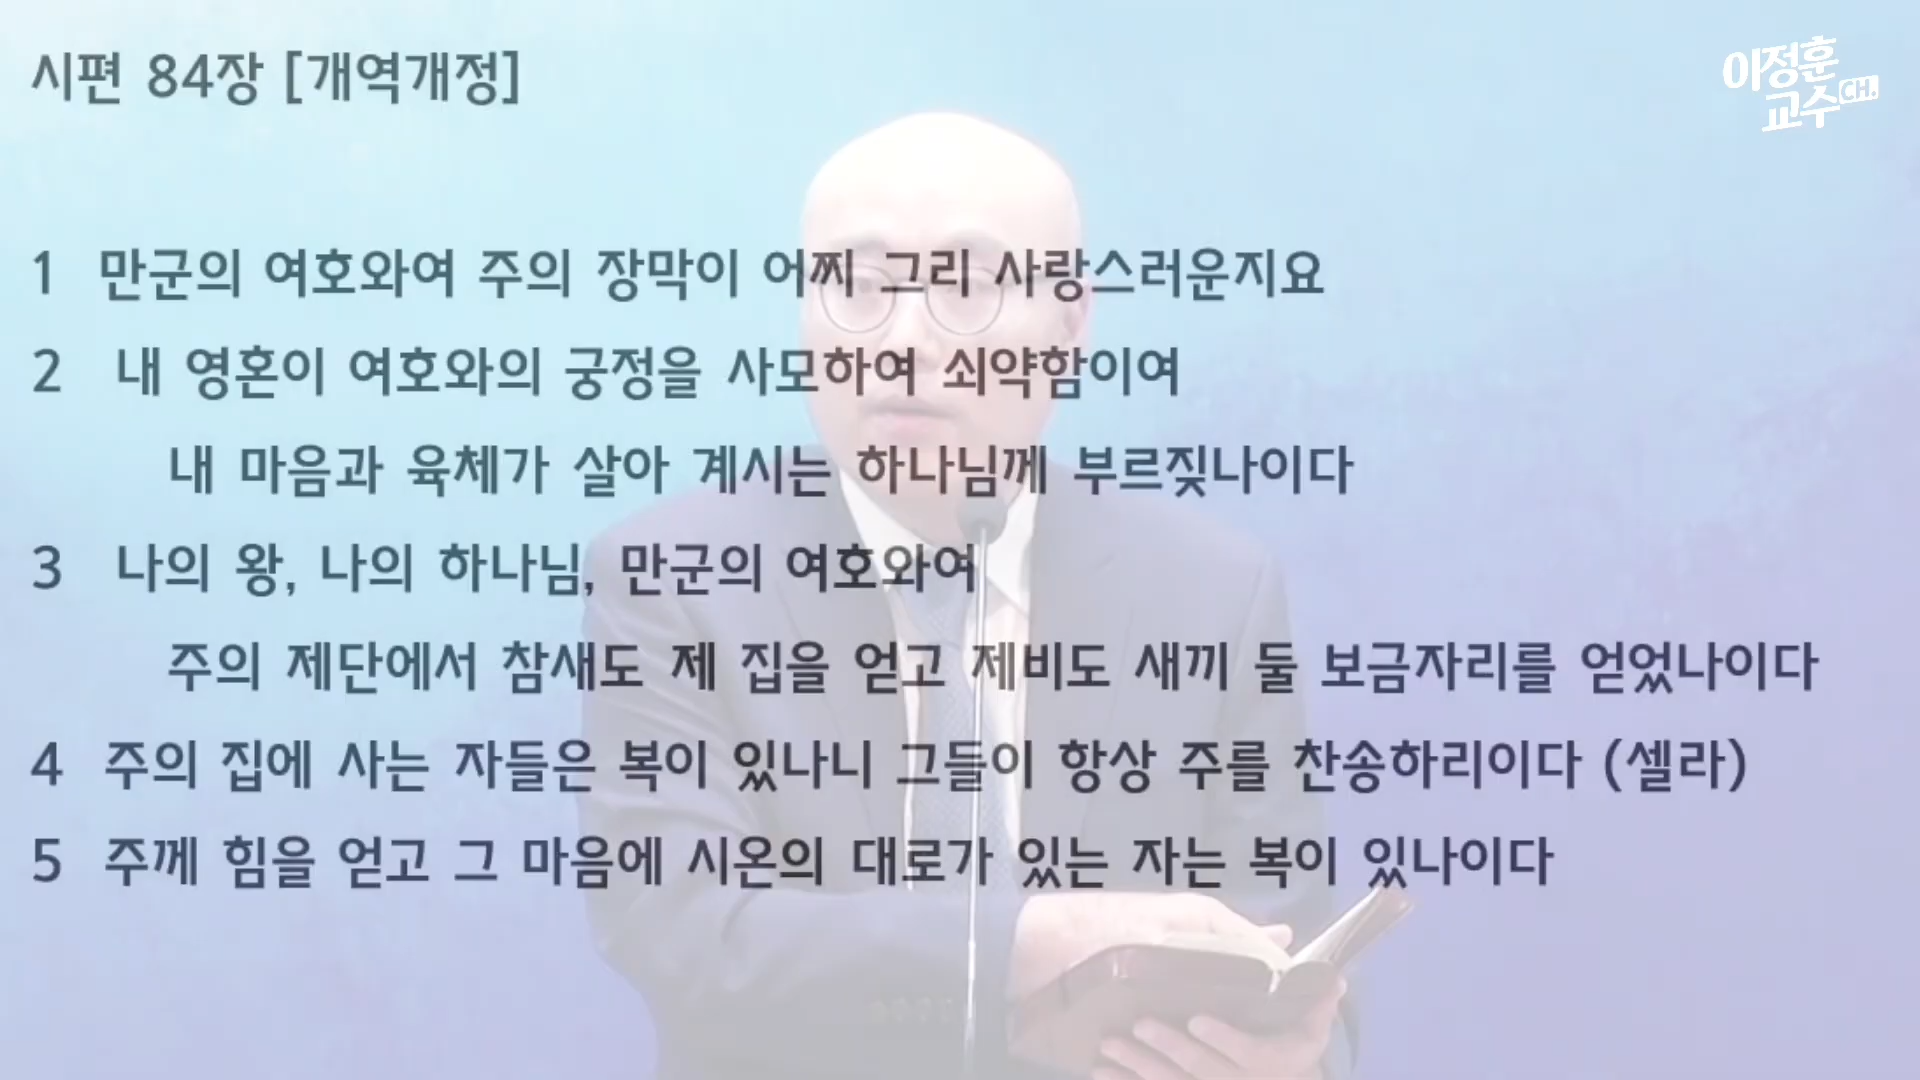 시편 84장 [개역개정]
이정훈
교수CH.
1 만군의 여호와여 주의 장막이 어찌 그리 사랑스러운지요
2 내 영혼이 여호와의 궁정을 사모하여 쇠약함이여
내 마음과 육체가 살아 계시는 하나님께 부르짖나이다
3 나의 왕, 나의 하나님, 만군의 여호와여
주의 제단에서 참새도 제 집을 얻고 제비도 새끼 둘 보금자리를 얻었나이다
4 주의 집에 사는 자들은 복이 있나니 그들이 항상 주를 찬송하리이다 (셀라)
5 주께 힘을 얻고 그 마음에 시온의 대로가 있는 자는 복이 있나이다